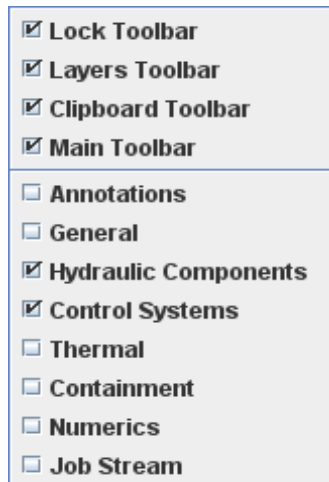 Lock Toolbar
Layers Toolbar
Clipboard Toolbar
Main Toolbar
Annotations
General
Hydraulic Components
Control Systems
Thermal
Containment
Numerics
Job Stream